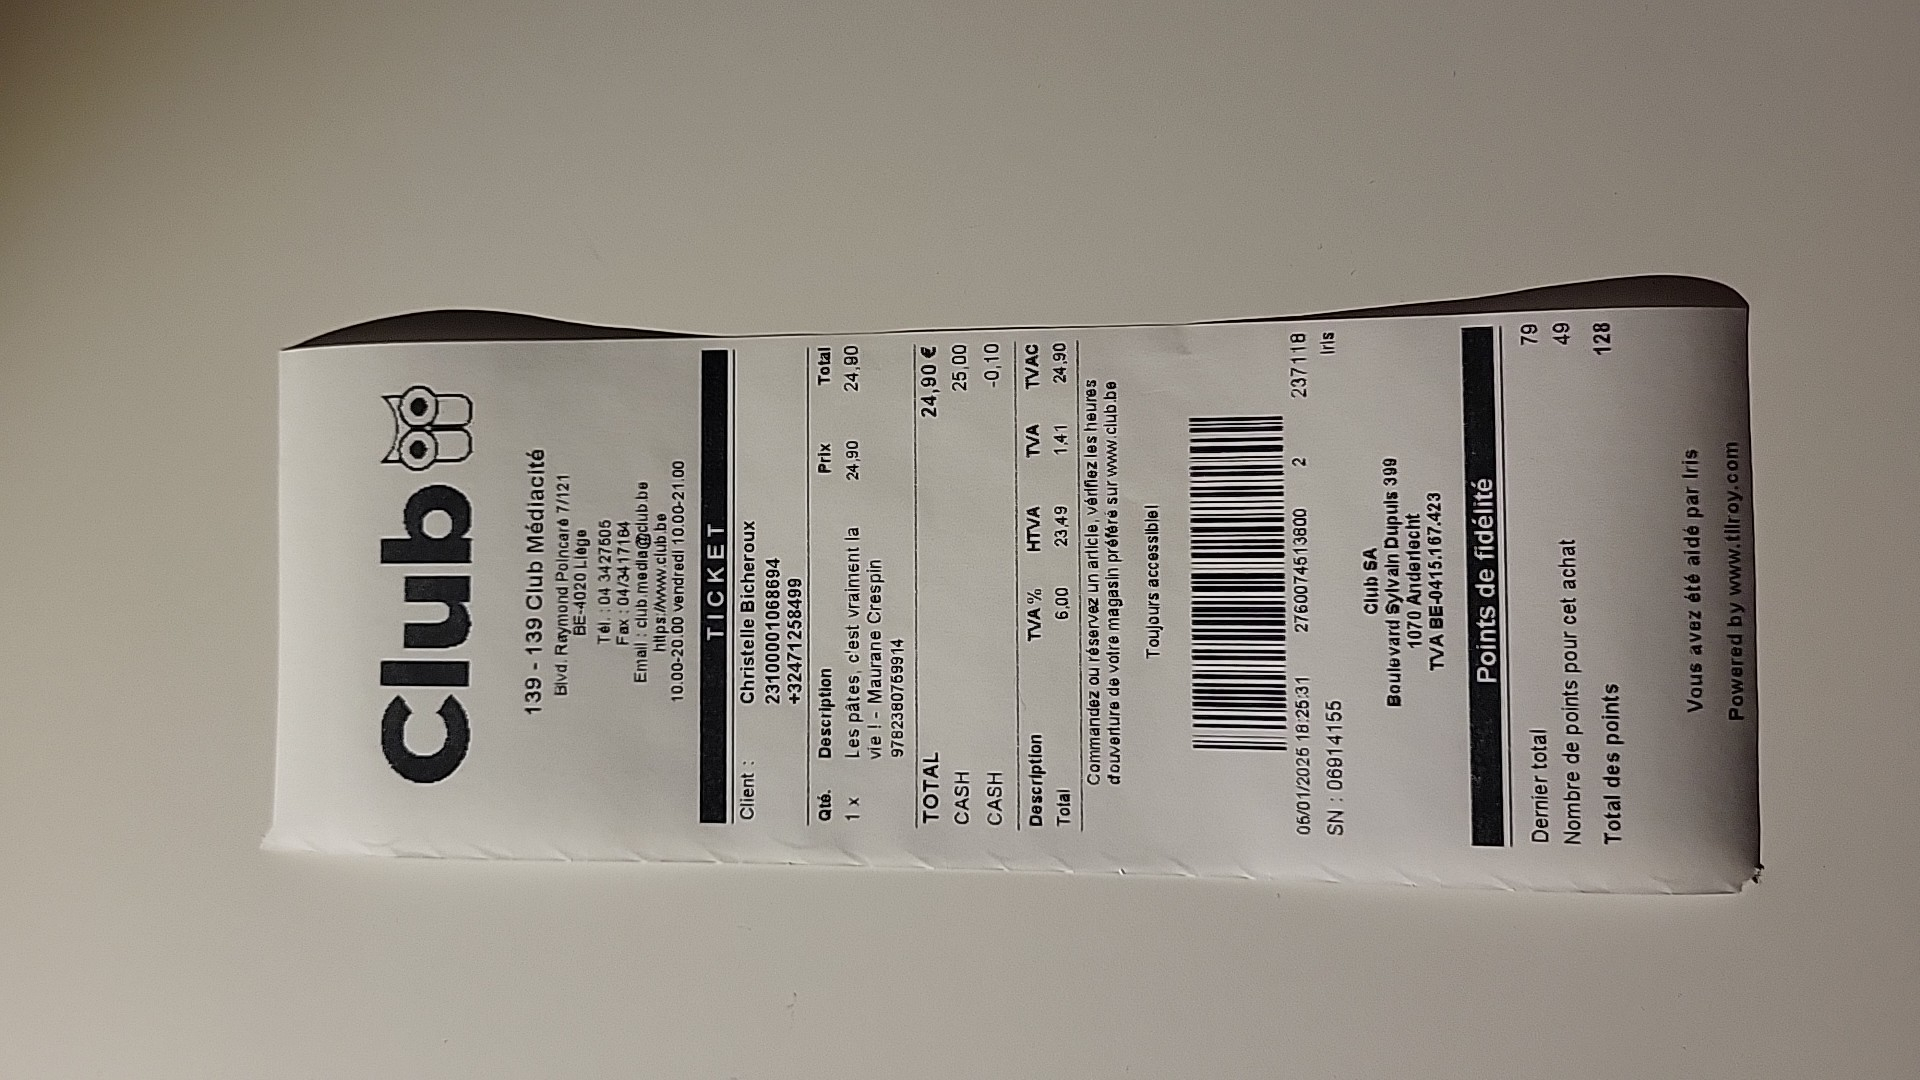 Club
139 - 139 Club Médiacité
Blvd. Raymond Poincaré 7/121
BE-4020 Liège
Tél. : 04 3427605
Fax : 04/3417184
Email : club.media@club.be
https://www.club.be
10.00-20.00 vendredi 10.00-21.00
TICKET
Client : Christelle Bicheroux
23100001068694
+32471258499
Qté. Description Prix Total
1 x Les pâtes, c'est vraiment la 24,90 24,90
vie ! - Maurane Crespin
9782380769914
TOTAL 24,90 €
CASH 25,00
CASH -0,10
Description TVA % HTVA TVA TVAC
Total 6,00 23,49 1,41 24,90
Commandez ou réservez un article, vérifiez les heures
d'ouverture de votre magasin préféré sur www.club.be
Toujours accessible!
06/01/2026 18:25:31 2760074513800 2 237118
SN : 06914155 Iris
Club SA
Boulevard Sylvain Dupuis 399
1070 Anderlecht
TVA BE-0415.167.423
Points de fidélité
Dernier total 79
Nombre de points pour cet achat 49
Total des points 128
Vous avez été aidé par Iris
Powered by www.tilroy.com